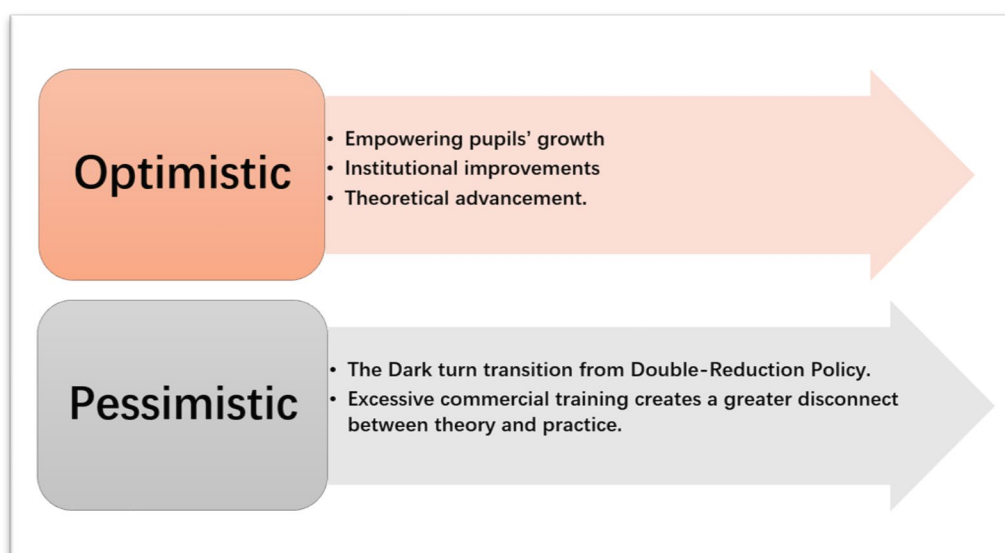 Optimistic
• Empowering pupils’ growth
• Institutional improvements
• Theoretical advancement.
Pessimistic
• The Dark turn transition from Double-Reduction Policy.
• Excessive commercial training creates a greater disconnect
between theory and practice.